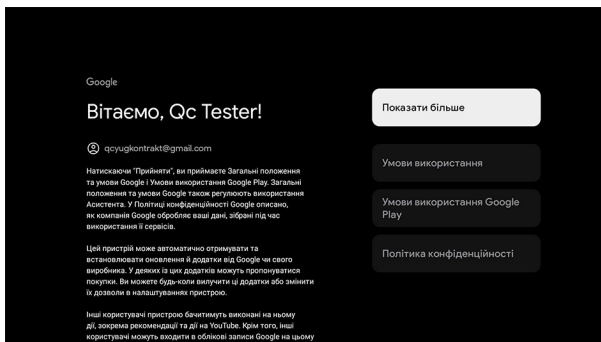 Google
Вітаємо, Qc Tester!
qcyugkontrakt@gmail.com
Натискаючи "Прийняти", ви приймаєте Загальні положення
та умови Google і Умови використання Google Play. Загальні
положення та умови Google також регулюють використання
Асистента. У Політиці конфіденційності Google описано,
як компанія Google обробляє ваші дані, зібрані під час
використання її сервісів.
Цей пристрій може автоматично отримувати та
встановлювати оновлення й додатки від Google чи свого
виробника. У деяких із цих додатків можуть пропонуватися
покупки. Ви можете будь-коли вилучити ці додатки або змінити
їх дозволи в налаштуваннях пристрою.
Інші користувачі пристрою бачитимуть виконані на ньому
дії, зокрема рекомендації та дії на YouTube. Крім того, інші
користувачі можуть входити в облікові записи Google на цьому
Показати більше
Умови використання
Умови використання Google
Play
Політика конфіденційності